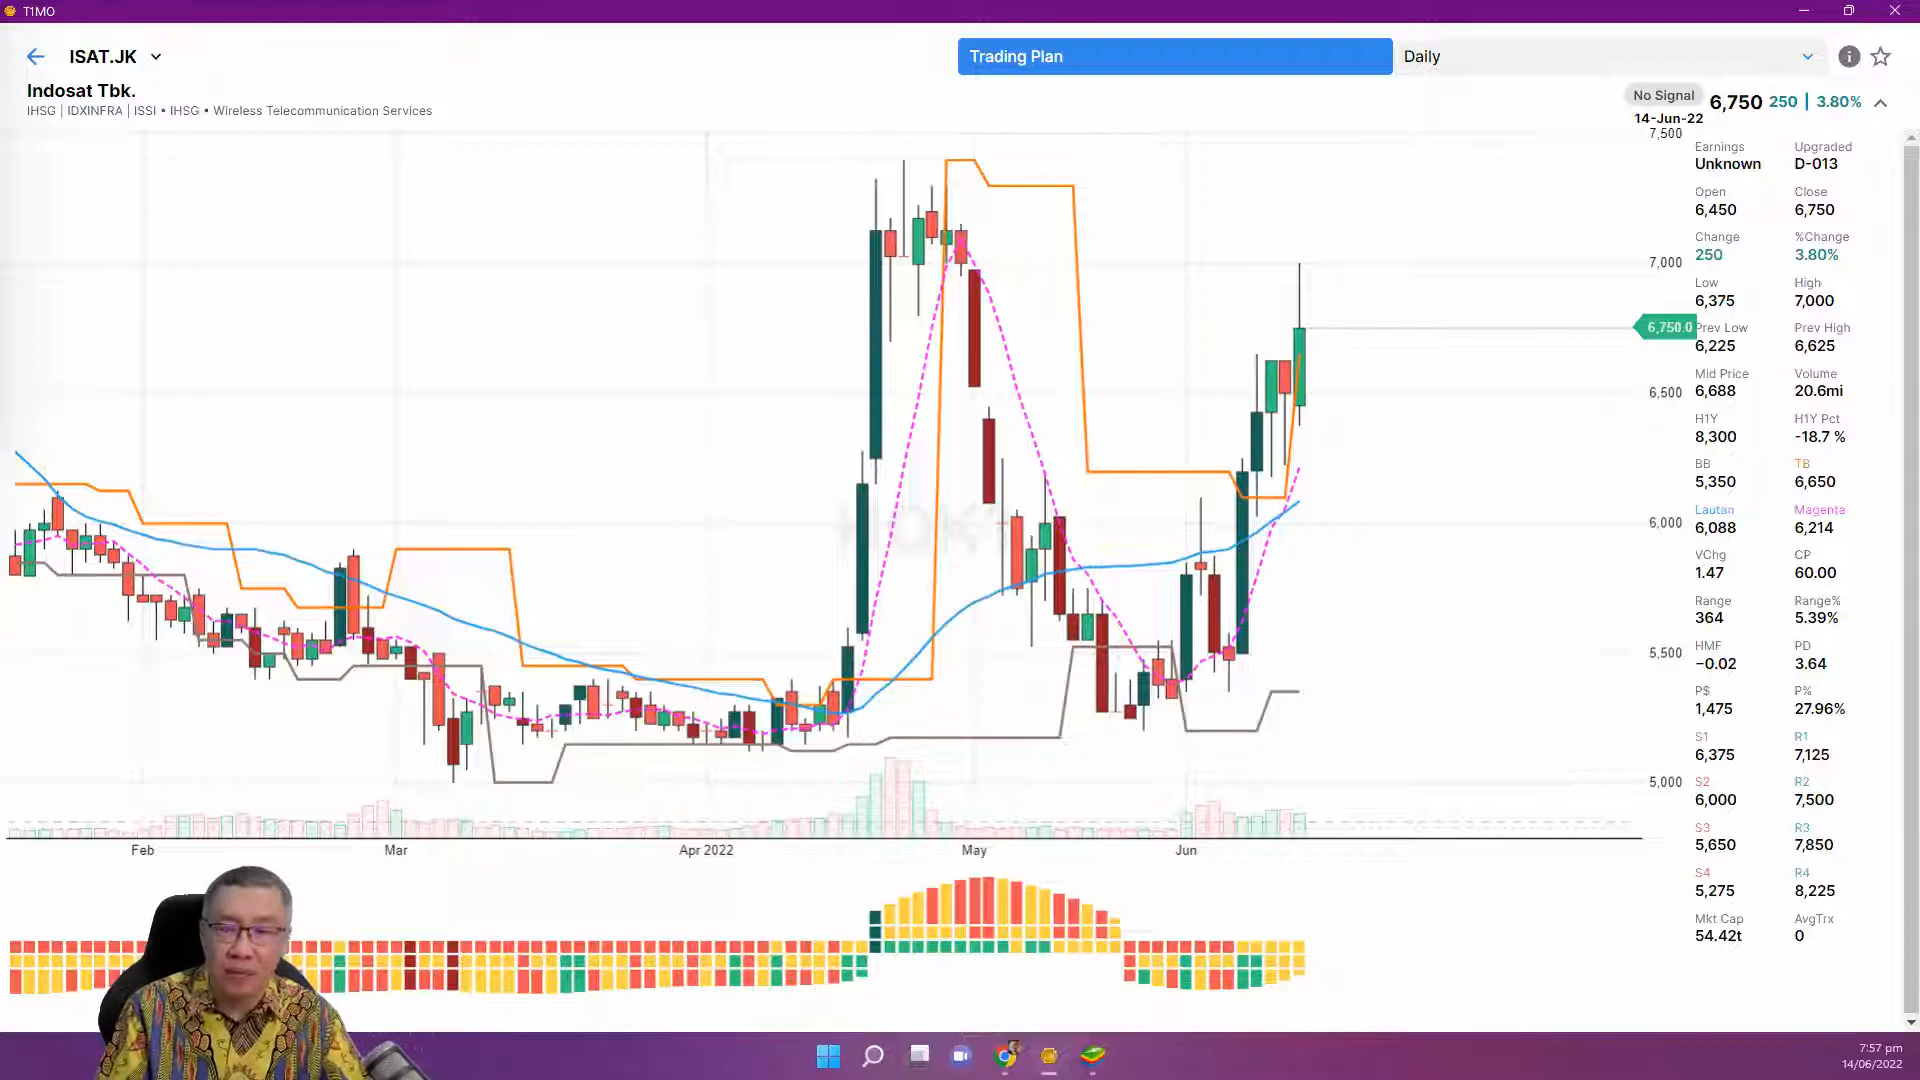 T1MO
ISAT.JK
Trading Plan
Daily
Indosat Tbk.
IHSG | IDXINFRA | ISSI • IHSG • Wireless Telecommunication Services
No Signal
6,750 250 | 3.80%
14-Jun-22
7,500
7,000
6,750.0
6,500
6,000
5,500
5,000
Earnings Upgraded
Unknown D-013
Open Close
6,450 6,750
Change %Change
250 3.80%
Low High
6,375 7,000
Prev Low Prev High
6,225 6,625
Mid Price Volume
6,688 20.6mi
H1Y H1Y Pct
8,300 -18.7 %
BB TB
5,350 6,650
Lautan Magenta
6,088 6,214
VChg CP
1.47 60.00
Range Range%
364 5.39%
HMF PD
−0.02 3.64
P$ P%
1,475 27.96%
S1 R1
6,375 7,125
S2 R2
6,000 7,500
S3 R3
5,650 7,850
S4 R4
5,275 8,225
Mkt Cap AvgTrx
54.42t 0
Feb Mar Apr 2022 May Jun
7:57 pm
14/06/2022